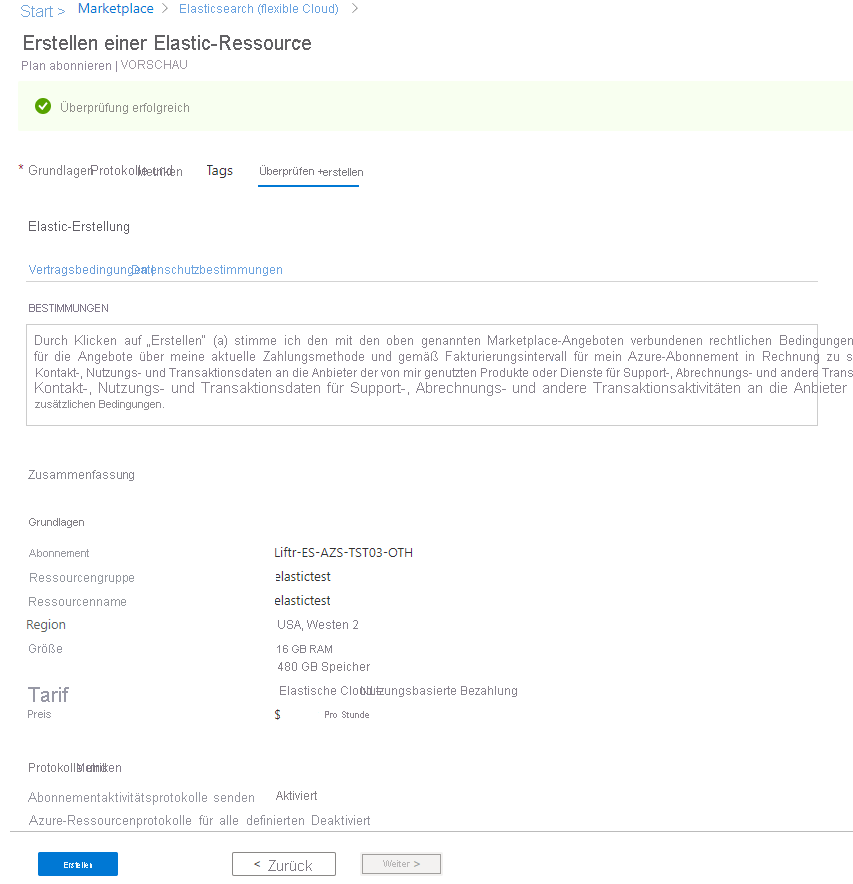 Start > Marketplace > Elasticsearch (flexible Cloud) >
Erstellen einer Elastic-Ressource
Plan abonnieren | VORSCHAU
Überprüfung erfolgreich
* Grundlagen Protokolle und Metriken Tags Überprüfen + erstellen
Elastic-Erstellung
Vertragsbedingungen | Datenschutzbestimmungen
BESTIMMUNGEN
Durch Klicken auf „Erstellen" (a) stimme ich den mit den oben genannten Marketplace-Angeboten verbundenen rechtlichen Bedingungen
für die Angebote über meine aktuelle Zahlungsmethode und gemäß Fakturierungsintervall für mein Azure-Abonnement in Rechnung zu s
Kontakt-, Nutzungs- und Transaktionsdaten an die Anbieter der von mir genutzten Produkte oder Dienste für Support-, Abrechnungs- und andere Trans
Kontakt-, Nutzungs- und Transaktionsdaten für Support-, Abrechnungs- und andere Transaktionsaktivitäten an die Anbieter
zusätzlichen Bedingungen.
Zusammenfassung
Grundlagen
Abonnement Liftr-ES-AZS-TST03-OTH
Ressourcengruppe elastictest
Ressourcenname elastictest
Region USA, Westen 2
Größe 16 GB RAM
480 GB Speicher
Tarif Elastische Cloud Nutzungsbasierte Bezahlung
Preis $ Pro Stunde
Protokolle und Metriken
Abonnementaktivitätsprotokolle senden Aktiviert
Azure-Ressourcenprotokolle für alle definierten Deaktiviert
Erstellen < Zurück Weiter >